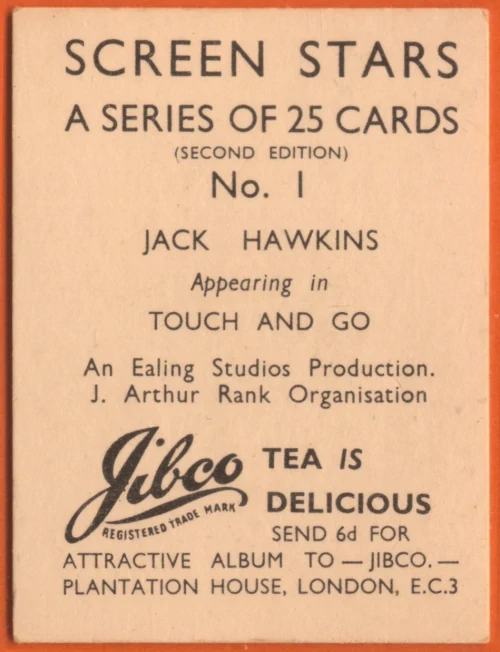 SCREEN STARS
A SERIES OF 25 CARDS
(SECOND EDITION)
No. 1
JACK HAWKINS
Appearing in
TOUCH AND GO
An Ealing Studios Production.
J. Arthur Rank Organisation
Jibco TEA IS
DELICIOUS
REGISTERED TRADE MARK
SEND 6d FOR
ATTRACTIVE ALBUM TO — JIBCO. —
PLANTATION HOUSE, LONDON, E.C.3